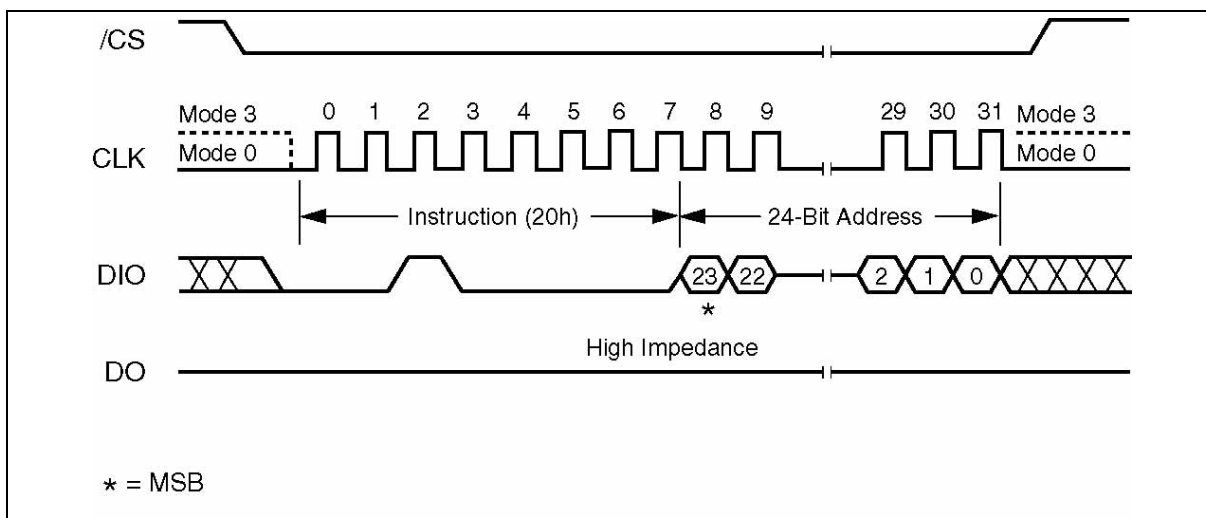 /CS
Mode 3 0 1 2 3 4 5 6 7 8 9 29 30 31 Mode 3
CLK Mode 0 Mode 0
Instruction (20h) 24-Bit Address
DIO 23 22 2 1 0
*
High Impedance
DO
* = MSB